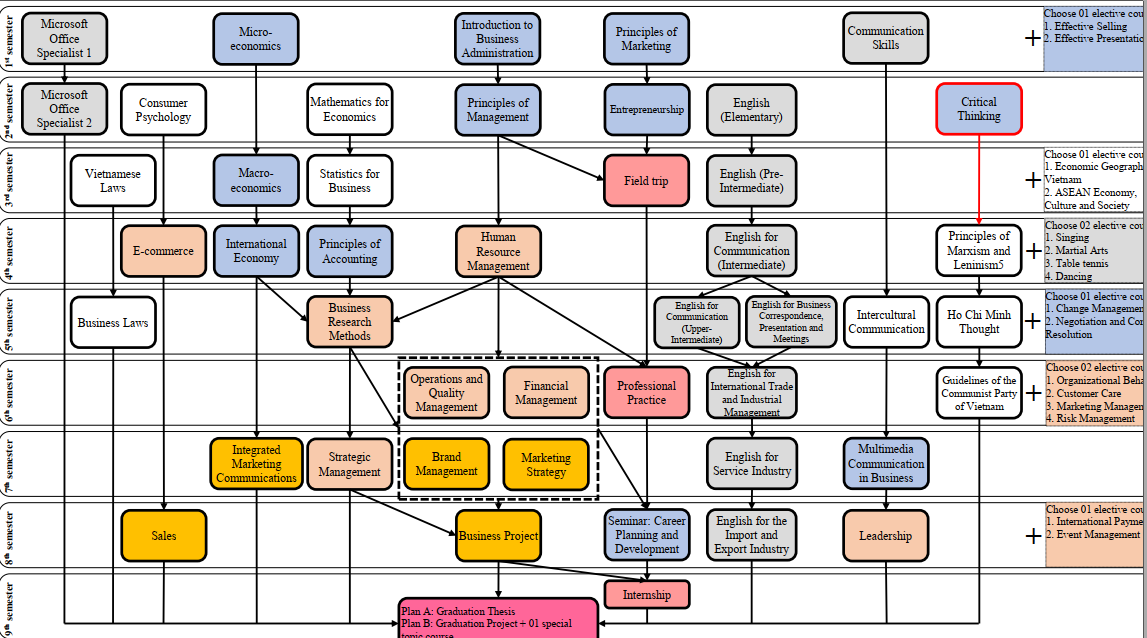 1st semester
Microsoft
Office
Specialist 1
Micro-
economics
Introduction to
Business
Administration
Principles of
Marketing
Communication
Skills
+
Choose 01 elective cou
1. Effective Selling
2. Effective Presentatio
2nd semester
Microsoft
Office
Specialist 2
Consumer
Psychology
Mathematics for
Economics
Principles of
Management
Entrepreneurship
English
(Elementary)
Critical
Thinking
3rd semester
Vietnamese
Laws
Macro-
economics
Statistics for
Business
Field trip
English (Pre-
Intermediate)
+
Choose 01 elective cou
1. Economic Geograph
Vietnam
2. ASEAN Economy,
Culture and Society
4th semester
E-commerce
International
Economy
Principles of
Accounting
Human
Resource
Management
English for
Communication
(Intermediate)
Principles of
Marxism and
Leninism5
+
Choose 02 elective cou
1. Singing
2. Martial Arts
3. Table tennis
4. Dancing
5th semester
Business Laws
Business
Research
Methods
English for
Communication
(Upper-
Intermediate)
English for Business
Correspondence,
Presentation and
Meetings
Intercultural
Communication
Ho Chi Minh
Thought
+
Choose 01 elective cou
1. Change Managemen
2. Negotiation and Con
Resolution
6th semester
Operations and
Quality
Management
Financial
Management
Professional
Practice
English for
International Trade
and Industrial
Management
Guidelines of the
Communist Party
of Vietnam
+
Choose 02 elective cou
1. Organizational Beha
2. Customer Care
3. Marketing Managem
4. Risk Management
7th semester
Integrated
Marketing
Communications
Strategic
Management
Brand
Management
Marketing
Strategy
English for
Service Industry
Multimedia
Communication
in Business
8th semester
Sales
Business Project
Seminar: Career
Planning and
Development
English for the
Import and
Export Industry
Leadership
+
Choose 01 elective cou
1. International Payme
2. Event Management
9th semester
Internship
Plan A: Graduation Thesis
Plan B: Graduation Project + 01 special
topic course